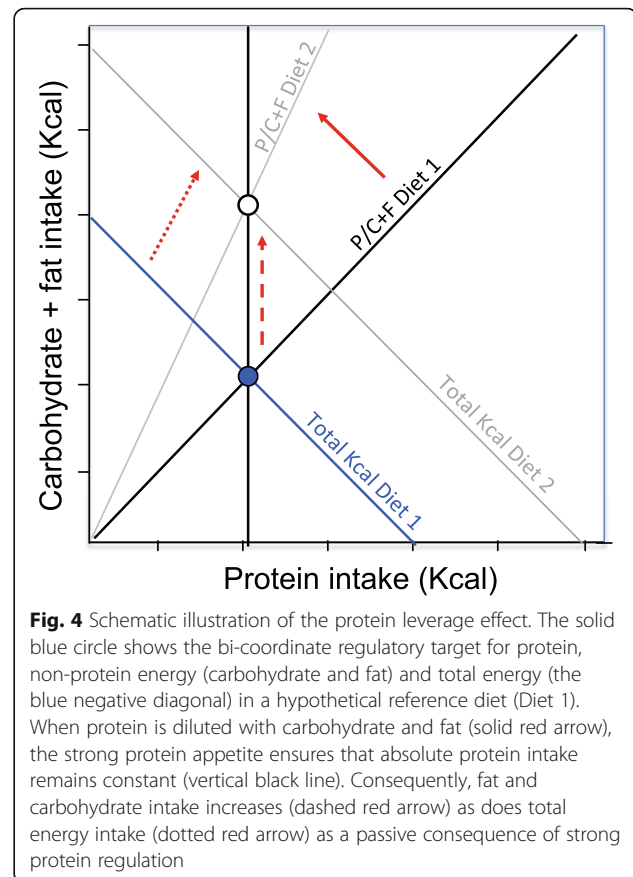 Carbohydrate + fat intake (Kcal)
P/C+F Diet 2
P/C+F Diet 1
Total Kcal Diet 1
Total Kcal Diet 2
Protein intake (Kcal)
Fig. 4 Schematic illustration of the protein leverage effect. The solid
blue circle shows the bi-coordinate regulatory target for protein,
non-protein energy (carbohydrate and fat) and total energy (the
blue negative diagonal) in a hypothetical reference diet (Diet 1).
When protein is diluted with carbohydrate and fat (solid red arrow),
the strong protein appetite ensures that absolute protein intake
remains constant (vertical black line). Consequently, fat and
carbohydrate intake increases (dashed red arrow) as does total
energy intake (dotted red arrow) as a passive consequence of strong
protein regulation